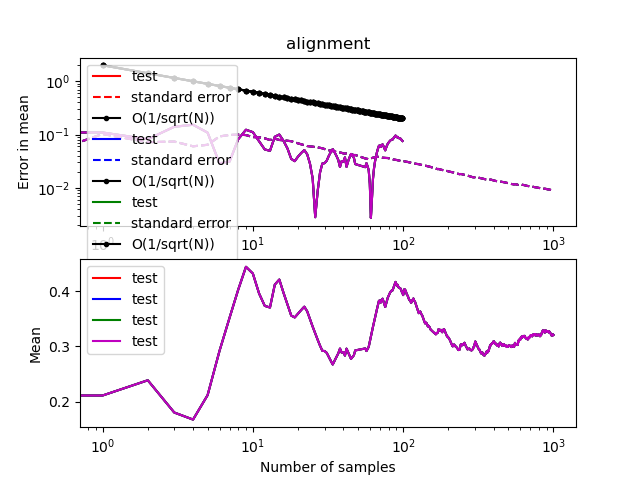 alignment
Error in mean
10⁰
10⁻¹
10⁻²
test
standard error
O(1/sqrt(N))
test
standard error
O(1/sqrt(N))
test
standard error
O(1/sqrt(N))
10⁰
10¹
10²
10³
Mean
0.4
0.3
0.2
test
test
test
test
10⁰
10¹
10²
10³
Number of samples